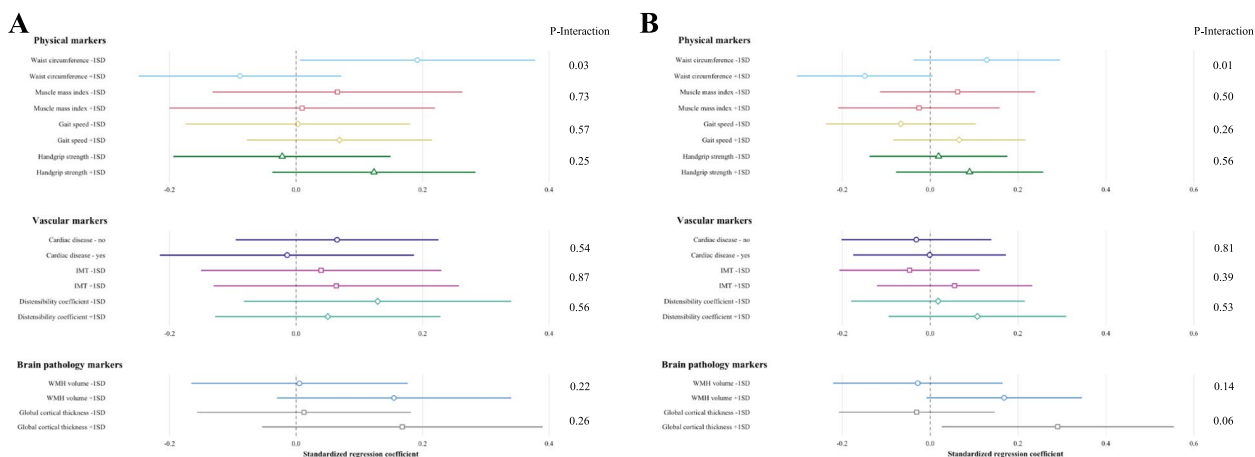 A
P-Interaction
Physical markers
Waist circumference -1SD
0.03
Waist circumference +1SD
Muscle mass index -1SD
0.73
Muscle mass index +1SD
Gait speed -1SD
0.57
Gait speed +1SD
Handgrip strength -1SD
0.25
Handgrip strength +1SD
-0.2 0.0 0.2 0.4
Vascular markers
Cardiac disease - no
0.54
Cardiac disease - yes
IMT -1SD
0.87
IMT +1SD
Distensibility coefficient -1SD
0.56
Distensibility coefficient +1SD
-0.2 0.0 0.2 0.4
Brain pathology markers
WMH volume -1SD
0.22
WMH volume +1SD
Global cortical thickness -1SD
0.26
Global cortical thickness +1SD
-0.2 0.0 0.2 0.4
Standardized regression coefficient
B
P-Interaction
Physical markers
Waist circumference -1SD
0.01
Waist circumference +1SD
Muscle mass index -1SD
0.50
Muscle mass index +1SD
Gait speed -1SD
0.26
Gait speed +1SD
Handgrip strength -1SD
0.56
Handgrip strength +1SD
-0.2 0.0 0.2 0.4 0.6
Vascular markers
Cardiac disease - no
0.81
Cardiac disease - yes
IMT -1SD
0.39
IMT +1SD
Distensibility coefficient -1SD
0.53
Distensibility coefficient +1SD
-0.2 0.0 0.2 0.4 0.6
Brain pathology markers
WMH volume -1SD
0.14
WMH volume +1SD
Global cortical thickness -1SD
0.06
Global cortical thickness +1SD
-0.2 0.0 0.2 0.4 0.6
Standardized regression coefficient